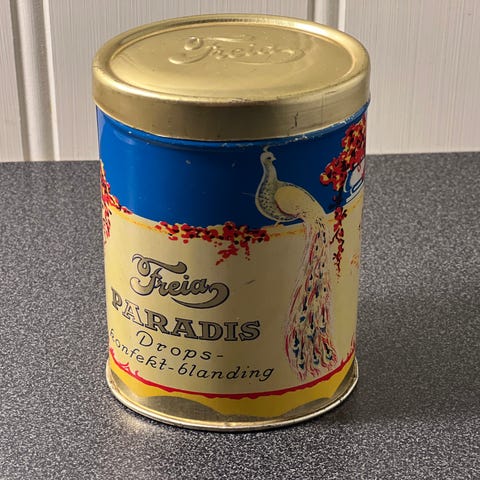 Freia
Freia
PARADIS
Drops-
konfekt-blanding